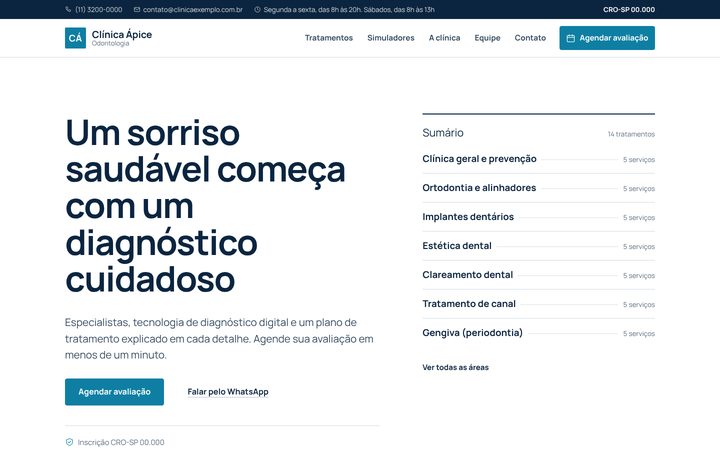 (11) 3200-0000
contato@clinicaexemplo.com.br
Segunda a sexta, das 8h às 20h. Sábados, das 8h às 13h
CRO-SP 00.000
CÁ
Clínica Ápice
Odontologia
Tratamentos
Simuladores
A clínica
Equipe
Contato
Agendar avaliação
Um sorriso
saudável começa
com um
diagnóstico
cuidadoso
Especialistas, tecnologia de diagnóstico digital e um plano de
tratamento explicado em cada detalhe. Agende sua avaliação em
menos de um minuto.
Agendar avaliação
Falar pelo WhatsApp
Inscrição CRO-SP 00.000
Sumário
14 tratamentos
Clínica geral e prevenção
5 serviços
Ortodontia e alinhadores
5 serviços
Implantes dentários
5 serviços
Estética dental
5 serviços
Clareamento dental
5 serviços
Tratamento de canal
5 serviços
Gengiva (periodontia)
5 serviços
Ver todas as áreas